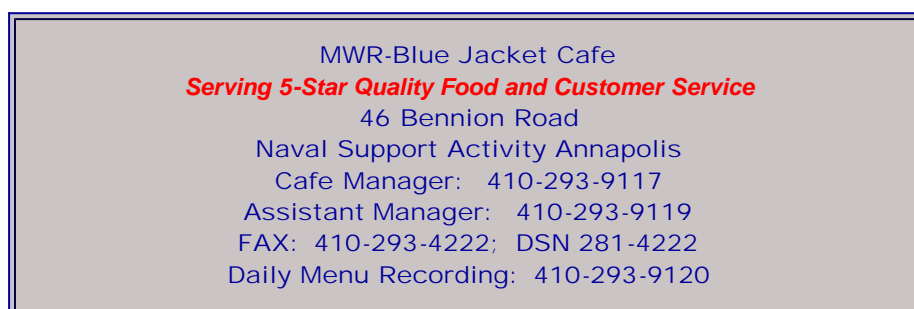 MWR-Blue Jacket Cafe
Serving 5-Star Quality Food and Customer Service
46 Bennion Road
Naval Support Activity Annapolis
Cafe Manager: 410-293-9117
Assistant Manager: 410-293-9119
FAX: 410-293-4222; DSN 281-4222
Daily Menu Recording: 410-293-9120